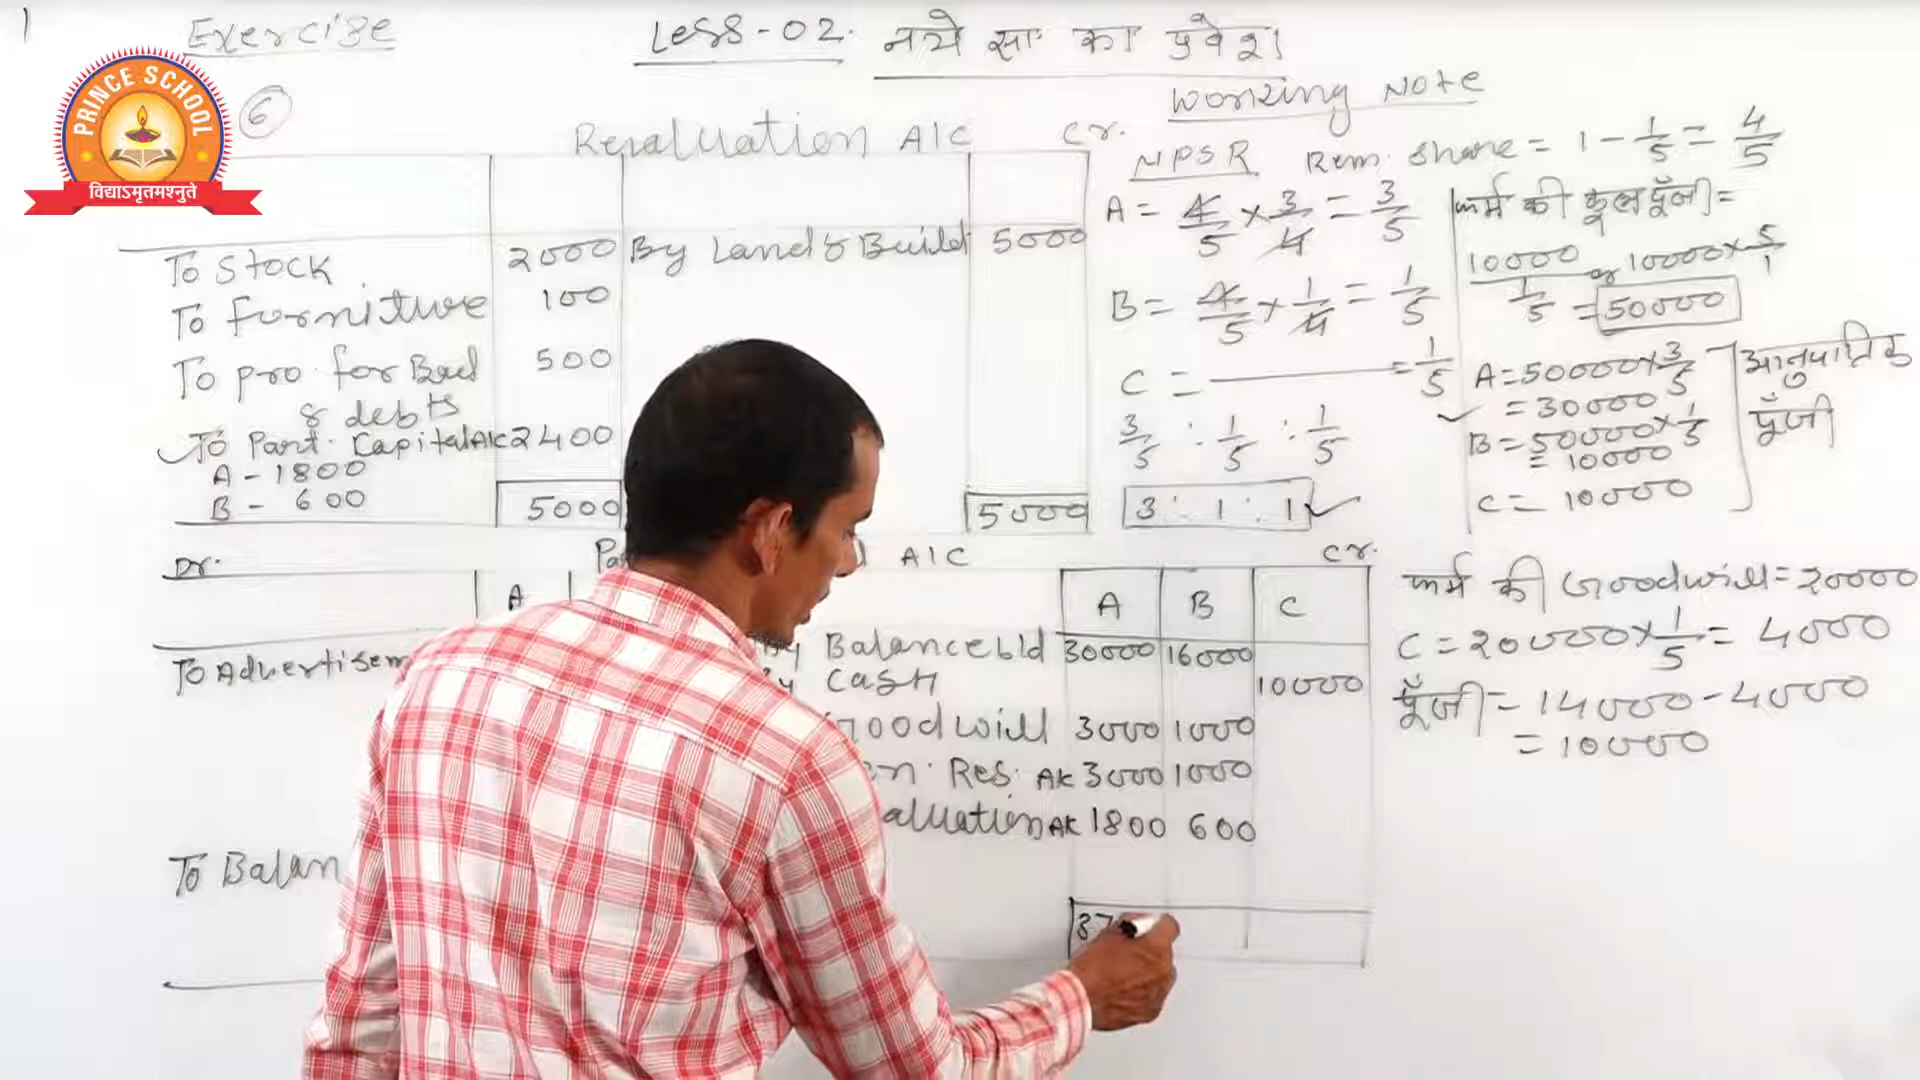 Exercise
Less-02. नये सा॰ का प्रवेश।
PRINCE SCHOOL
विद्याऽमृतमश्नुते
6
Revaluation A/C Cr.
To Stock 2000 By Land & Build 5000
To Furniture 100
To pro. for Bad 500
& debts
To Part. Capital A/c 2400
A - 1800
B - 600
5000 5000
Working Note
NPSR Rem. Share = 1 - 1/5 = 4/5
A = 4/5 × 3/4 = 3/5
B = 4/5 × 1/4 = 1/5
C = = 1/5
3/5 : 1/5 : 1/5
3 : 1 : 1
फर्म की कुल पूँजी =
10000 / 1/5 or 10000 × 5/1
= 50000
A = 50000 × 3/5
= 30000
B = 50000 × 1/5
= 10000
C = 10000
आनुपातिक
पूँजी
Dr. A/C Cr.
A A B C
To Advertisem Balance b/d 30000 16000
Cash 10000
Goodwill 3000 1000
Res. A/c 3000 1000
aluation A/c 1800 600
To Balan
37
फर्म की Goodwill = 20000
C = 20000 × 1/5 = 4000
पूँजी = 14000 - 4000
= 10000